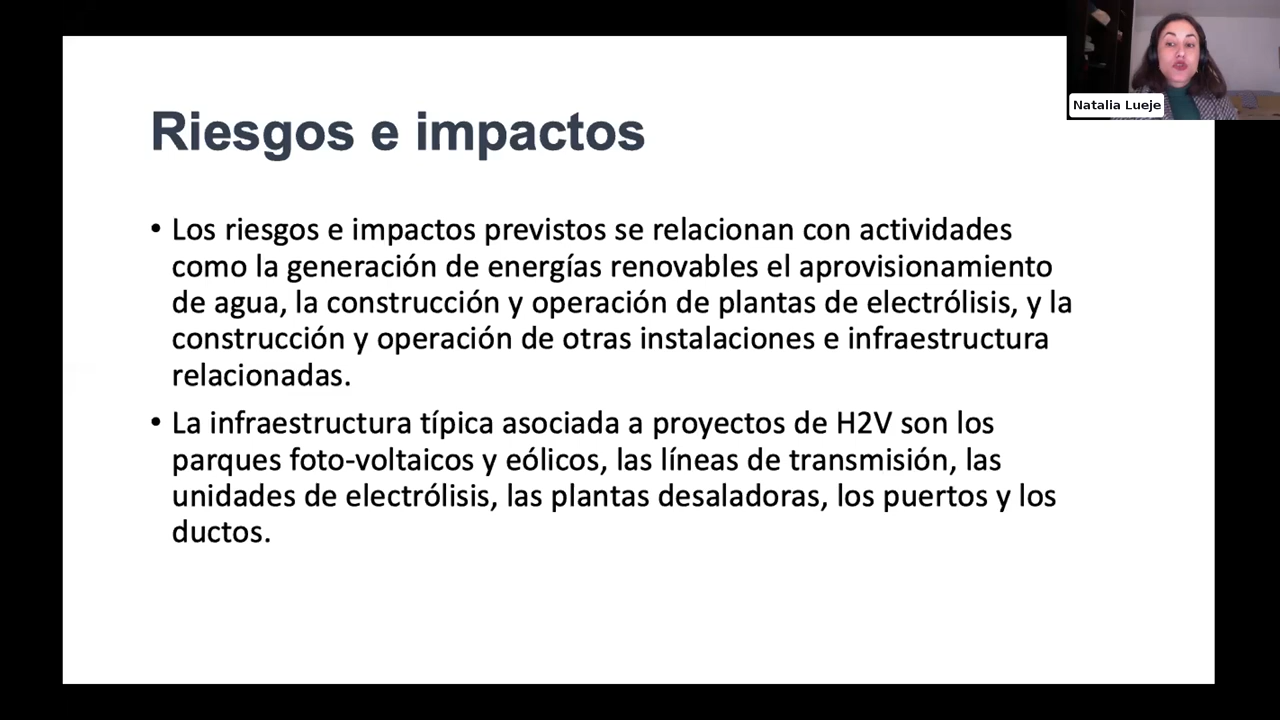 Natalia Lueje
Riesgos e impactos
• Los riesgos e impactos previstos se relacionan con actividades
como la generación de energías renovables el aprovisionamiento
de agua, la construcción y operación de plantas de electrólisis, y la
construcción y operación de otras instalaciones e infraestructura
relacionadas.
• La infraestructura típica asociada a proyectos de H2V son los
parques foto-voltaicos y eólicos, las líneas de transmisión, las
unidades de electrólisis, las plantas desaladoras, los puertos y los
ductos.